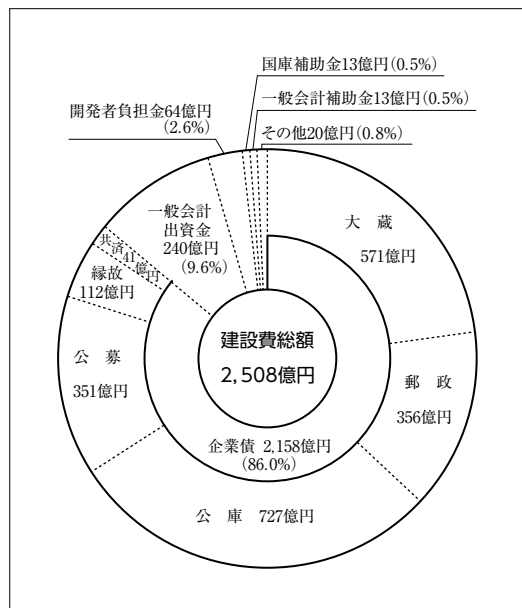 国庫補助金13億円(0.5%)
開発者負担金64億円
(2.6%)
一般会計補助金13億円(0.5%)
その他20億円(0.8%)
一般会計
出資金
240億円
(9.6%)
大 蔵
571億円
共済41億円
縁故
112億円
建設費総額
2,508億円
公 募
351億円
郵 政
356億円
企業債 2,158億円
(86.0%)
公 庫 727億円